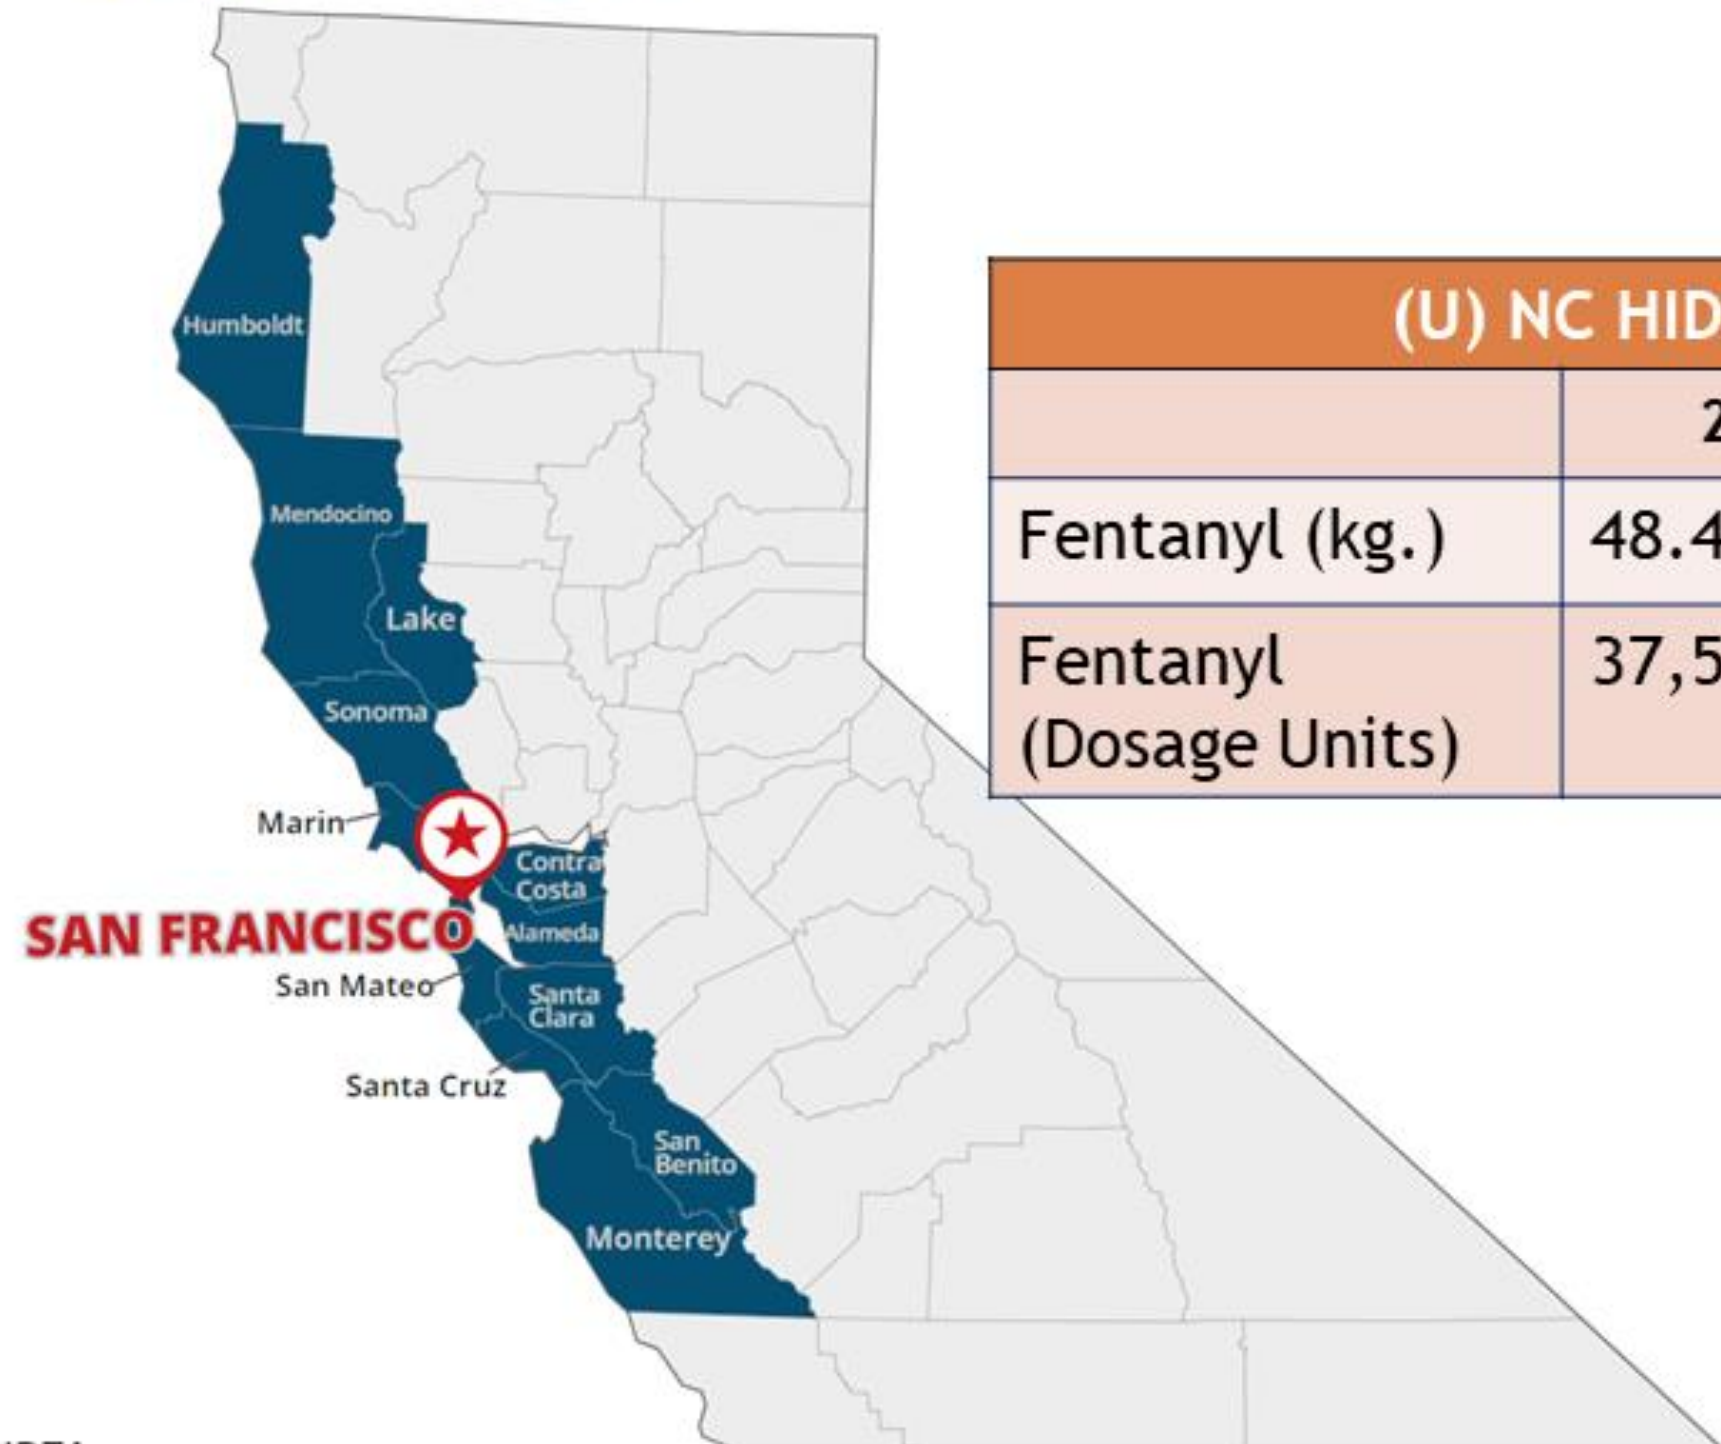 Humboldt
Mendocino
Lake
Sonoma
Marin
SAN FRANCISCO
Contra
Costa
Alameda
San Mateo
Santa
Clara
Santa Cruz
San
Benito
Monterey
(U) NC HID
2
Fentanyl (kg.)
48.4
Fentanyl
(Dosage Units)
37,5